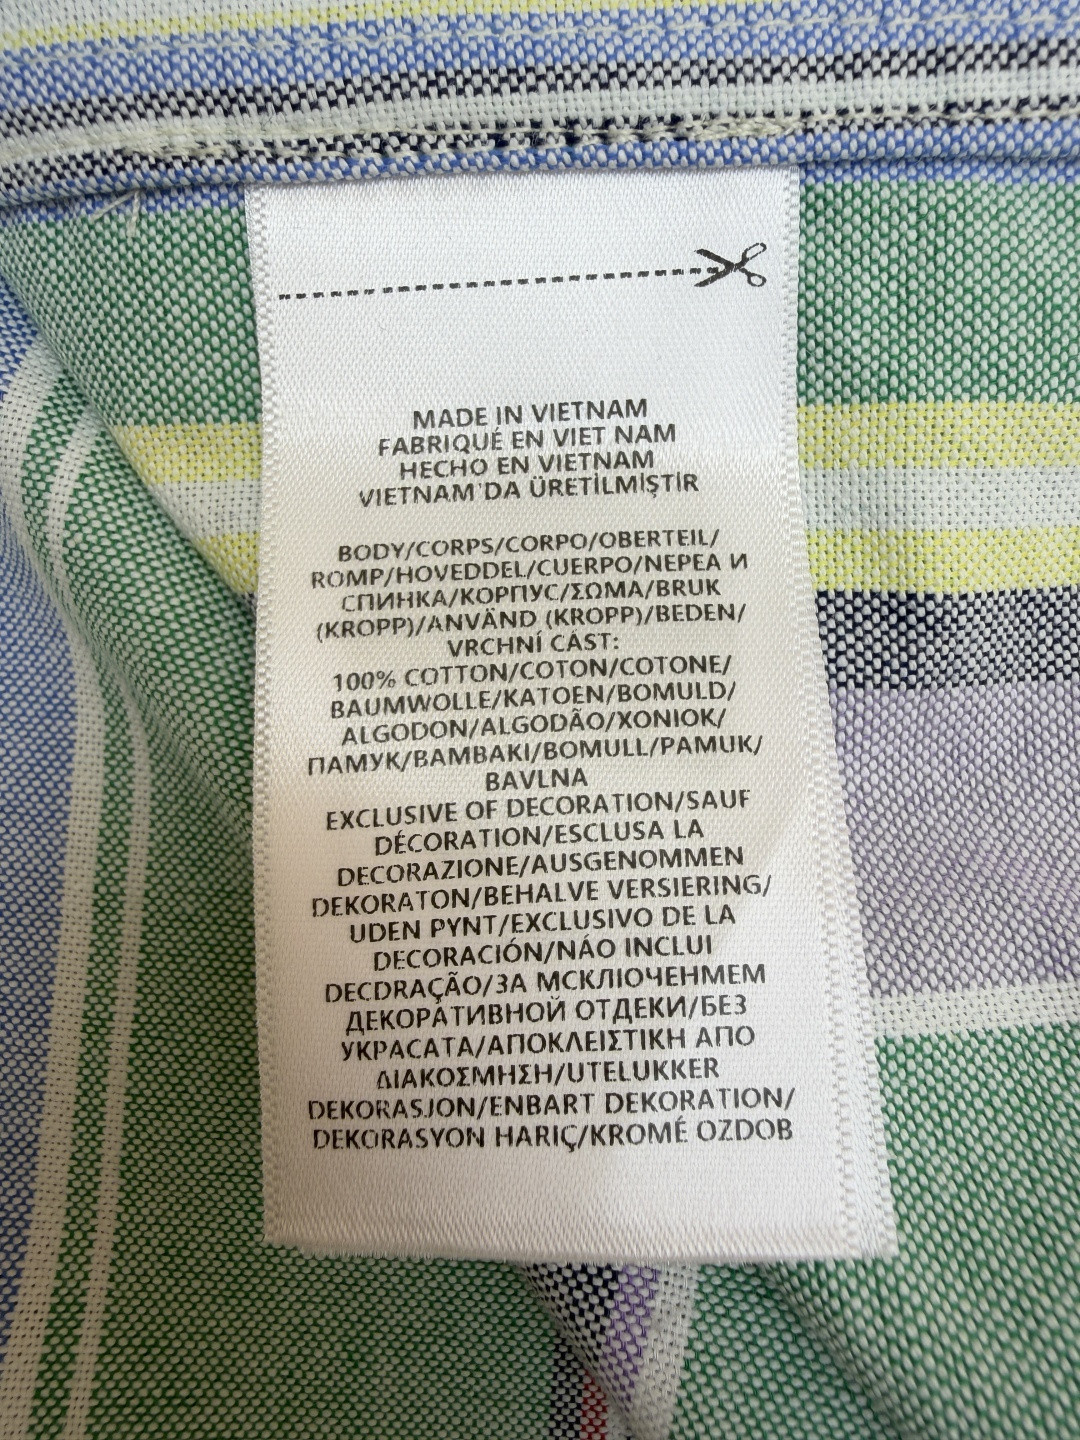 MADE IN VIETNAM
FABRIQUÉ EN VIET NAM
HECHO EN VIETNAM
VIETNAM'DA ÜRETİLMİŞTİR
BODY/CORPS/CORPO/OBERTEIL/
ROMP/HOVEDDEL/CUERPO/NEPEA И
СПИНКА/КОРПУС/ΣΩΜΑ/BRUK
(KROPP)/ANVÄND (KROPP)/BEDEN/
VRCHNÍ CÁST:
100% COTTON/COTON/COTONE/
BAUMWOLLE/KATOEN/BOMULD/
ALGODON/ALGODÃO/XONIOK/
ПАМУК/BAMBAKI/BOMULL/PAMUK/
BAVLNA
EXCLUSIVE OF DECORATION/SAUF
DÉCORATION/ESCLUSA LA
DECORAZIONE/AUSGENOMMEN
DEKORATON/BEHALVE VERSIERING/
UDEN PYNT/EXCLUSIVO DE LA
DECORACIÓN/NÁO INCLUI
DECDRAÇÃO/ЗА МСКЛІОЧЕНМЕМ
ДЕКОРАТИВНОЙ ОТДЕКИ/БЕЗ
УКРАСАТА/ΑΠΟΚΛΕΙΣΤΙΚΗ ΑΠΟ
ΔΙΑΚΟΣΜΗΣΗ/UTELUKKER
DEKORASJON/ENBART DEKORATION/
DEKORASYON HARIÇ/KROMÉ OZDOB